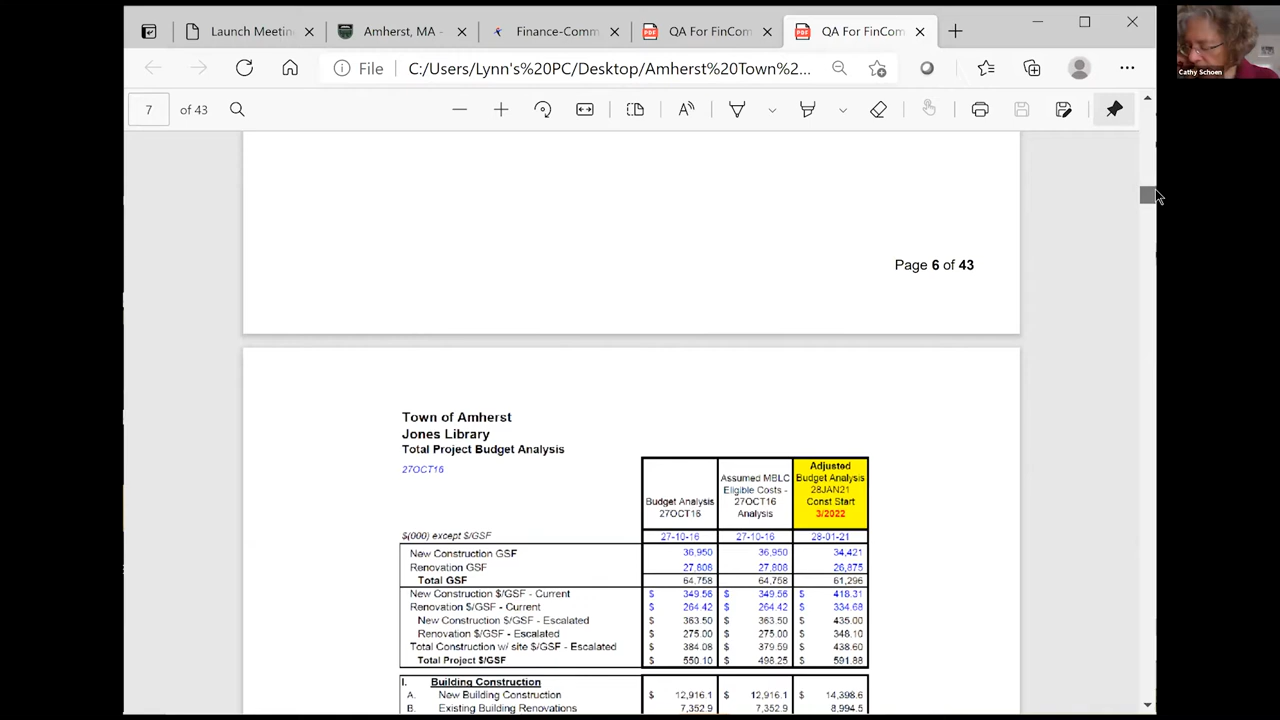 Launch Meetin
Amherst, MA -
Finance-Comm
QA For FinCom
QA For FinCom
File C:/Users/Lynn's%20PC/Desktop/Amherst%20Town%2...
Cathy Schoen
7 of 43
Page 6 of 43
Town of Amherst
Jones Library
Total Project Budget Analysis
27OCT16
Budget Analysis
27OCT16
Assumed MBLC
Eligible Costs -
27OCT16
Analysis
Adjusted
Budget Analysis
28JAN21
Const Start
3/2022
$(000) except $/GSF 27-10-16 27-10-16 28-01-21
New Construction GSF 36,950 36,950 34,421
Renovation GSF 27,808 27,808 26,875
Total GSF 64,758 64,758 61,296
New Construction $/GSF - Current $ 349.56 $ 349.56 $ 418.31
Renovation $/GSF - Current $ 264.42 $ 264.42 $ 334.68
New Construction $/GSF - Escalated $ 363.50 $ 363.50 $ 435.00
Renovation $/GSF - Escalated $ 275.00 $ 275.00 $ 348.10
Total Construction w/ site $/GSF - Escalated $ 384.08 $ 379.59 $ 438.60
Total Project $/GSF $ 550.10 $ 498.25 $ 591.88
I. Building Construction
A. New Building Construction $ 12,916.1 $ 12,916.1 $ 14,398.6
B. Existing Building Renovations 7,352.9 7,352.9 8,994.5